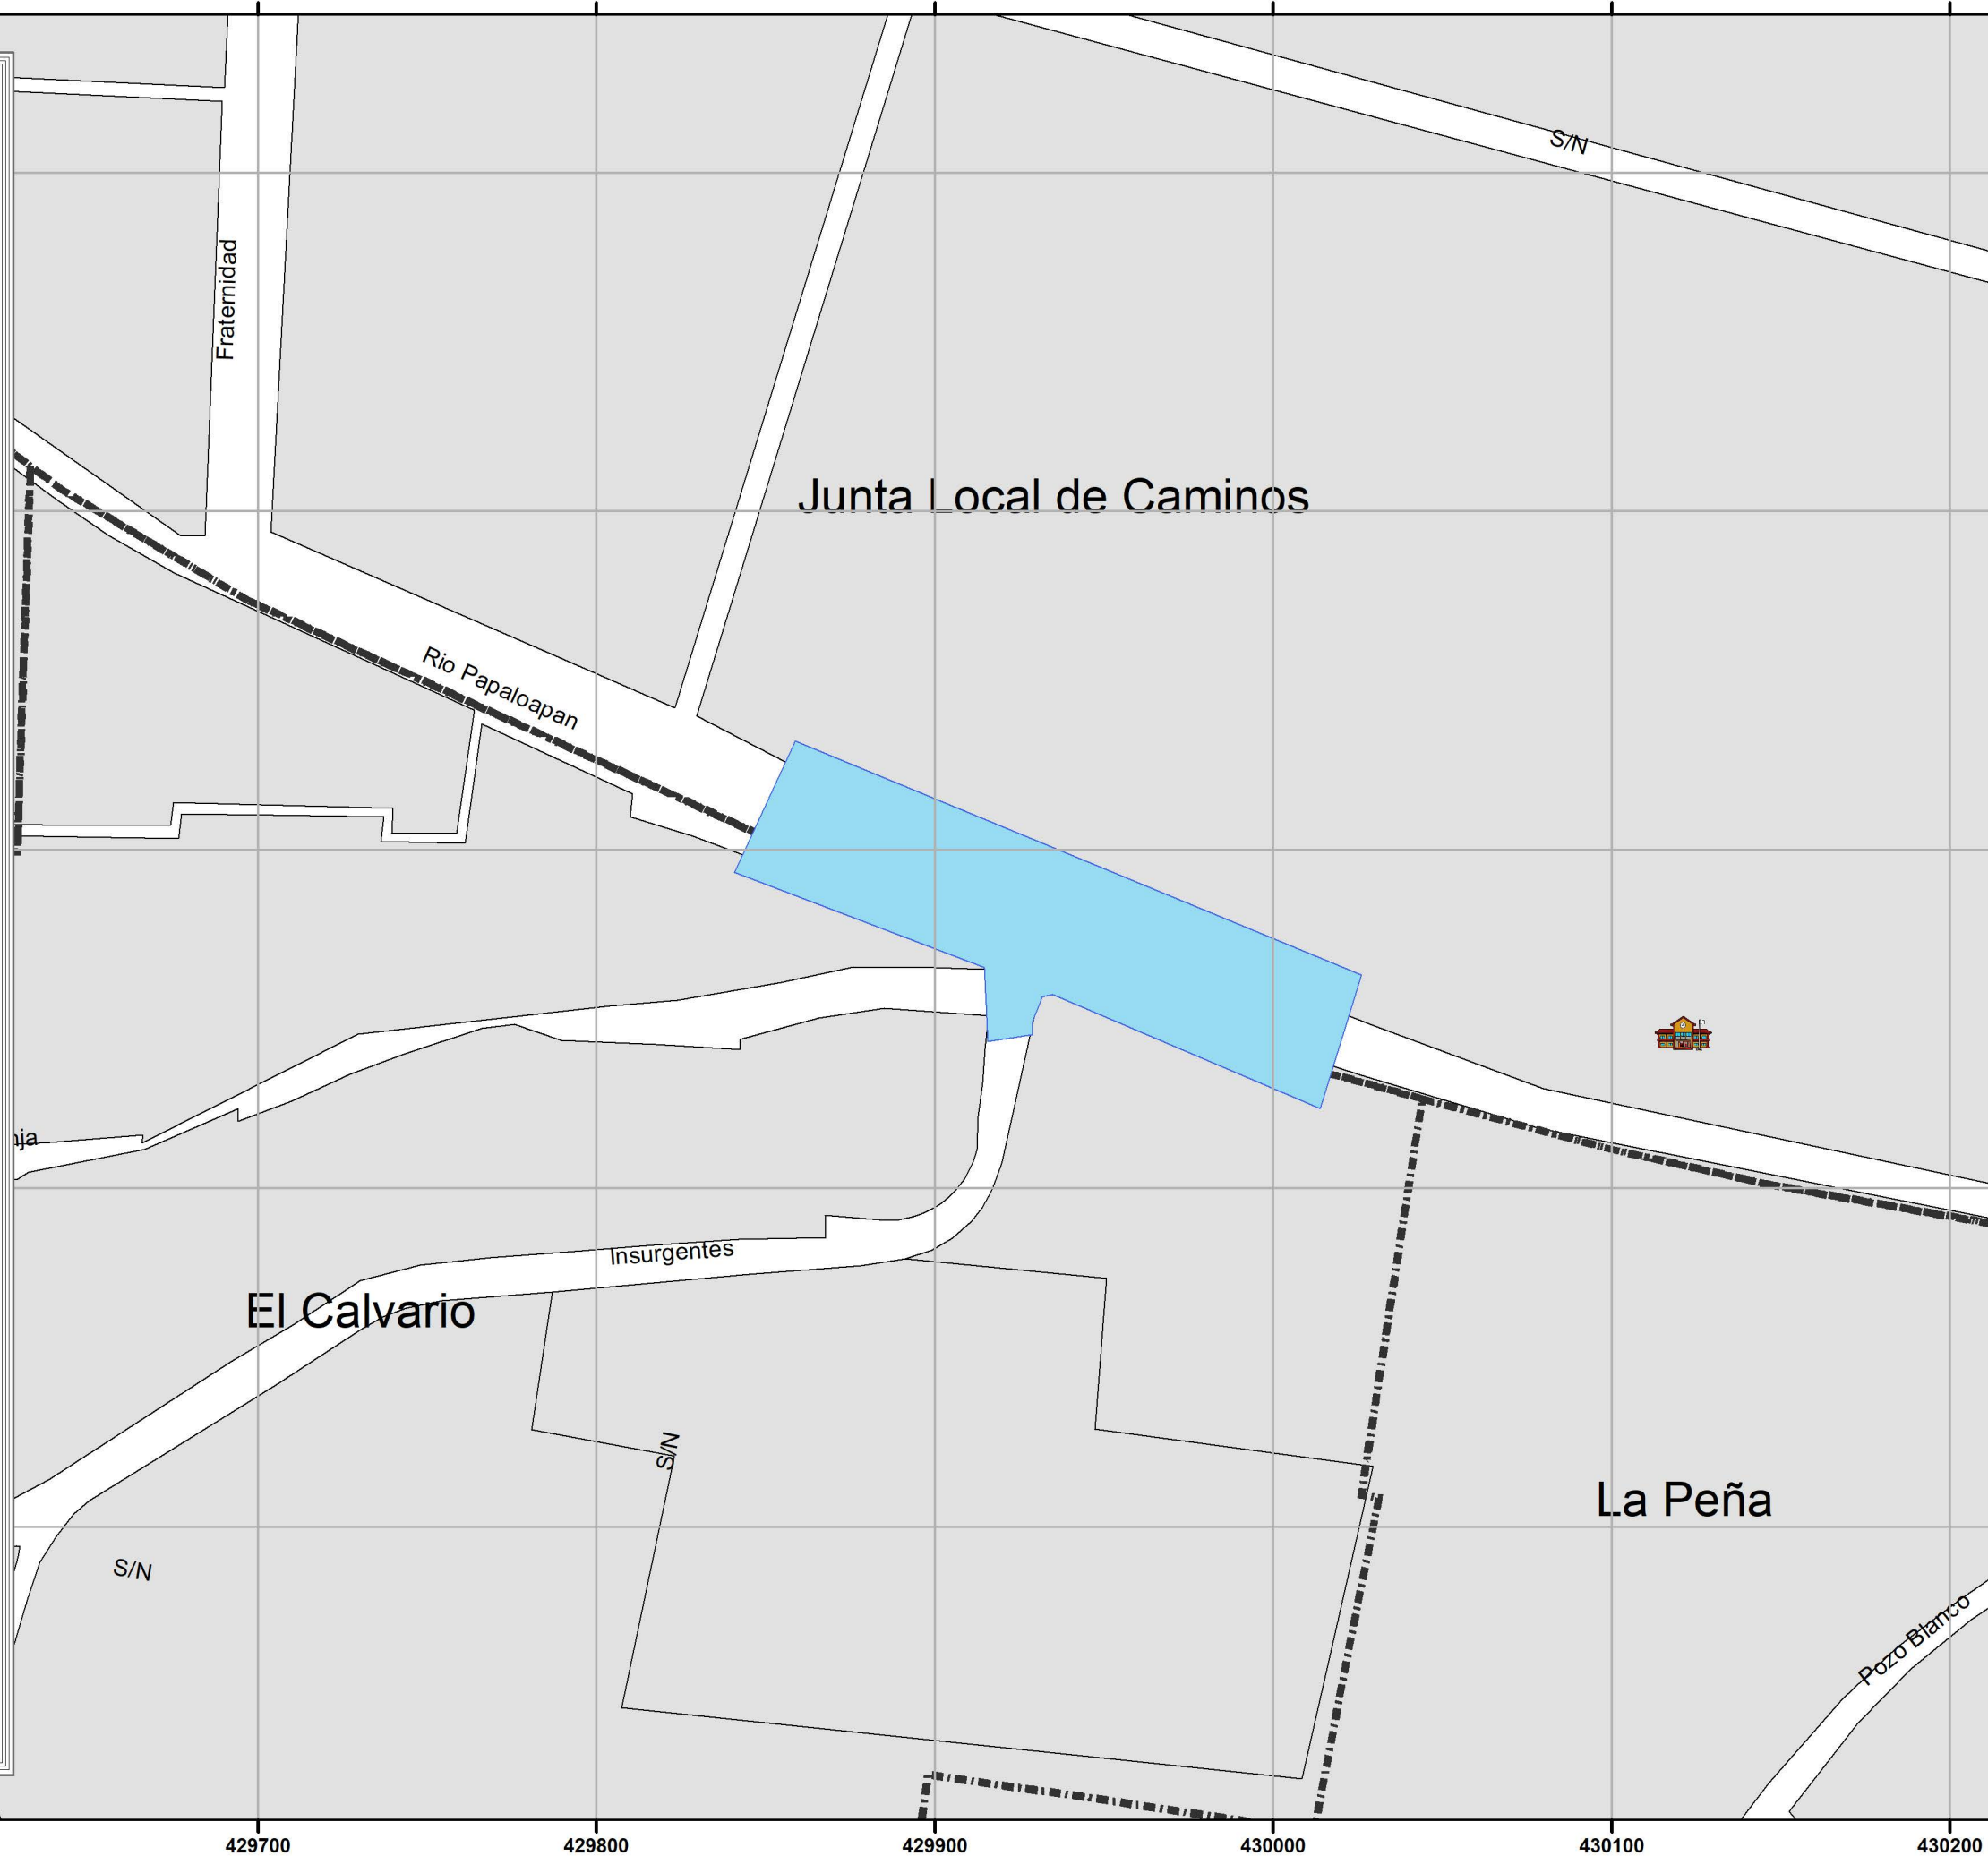 S/N
Fraternidad
Junta Local de Caminos
Rio Papaloapan
nja
Insurgentes
El Calvario
S/N
La Peña
S/N
Pozo Blanco
429700 429800 429900 430000 430100 430200